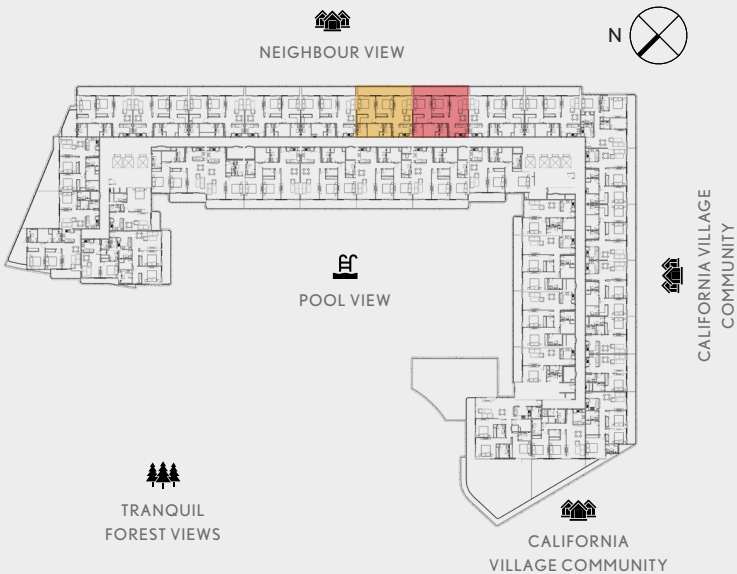 N
NEIGHBOUR VIEW
CALIFORNIA VILLAGE
COMMUNITY
POOL VIEW
TRANQUIL
FOREST VIEWS
CALIFORNIA
VILLAGE COMMUNITY